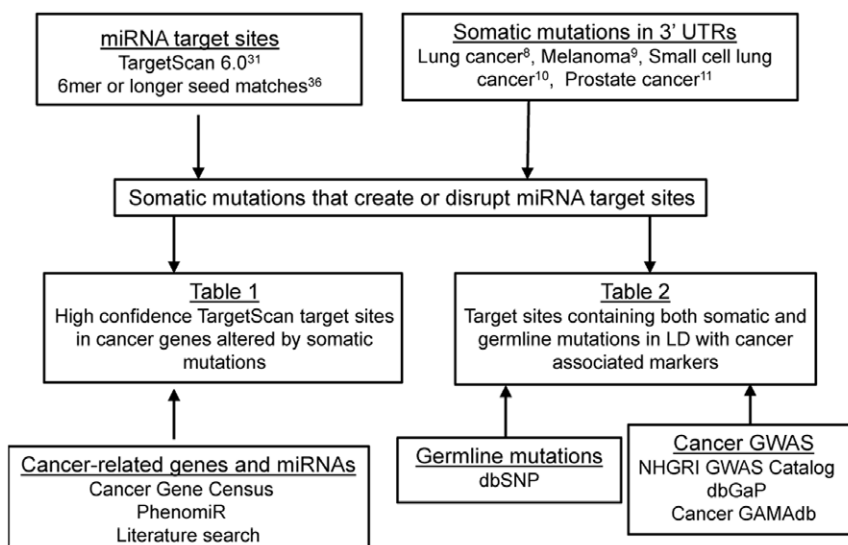 miRNA target sites
TargetScan 6.0³¹
6mer or longer seed matches³⁶
Somatic mutations in 3' UTRs
Lung cancer⁸, Melanoma⁹, Small cell lung
cancer¹⁰, Prostate cancer¹¹
Somatic mutations that create or disrupt miRNA target sites
Table 1
High confidence TargetScan target sites
in cancer genes altered by somatic
mutations
Table 2
Target sites containing both somatic and
germline mutations in LD with cancer
associated markers
Cancer-related genes and miRNAs
Cancer Gene Census
PhenomiR
Literature search
Germline mutations
dbSNP
Cancer GWAS
NHGRI GWAS Catalog
dbGaP
Cancer GAMAdb